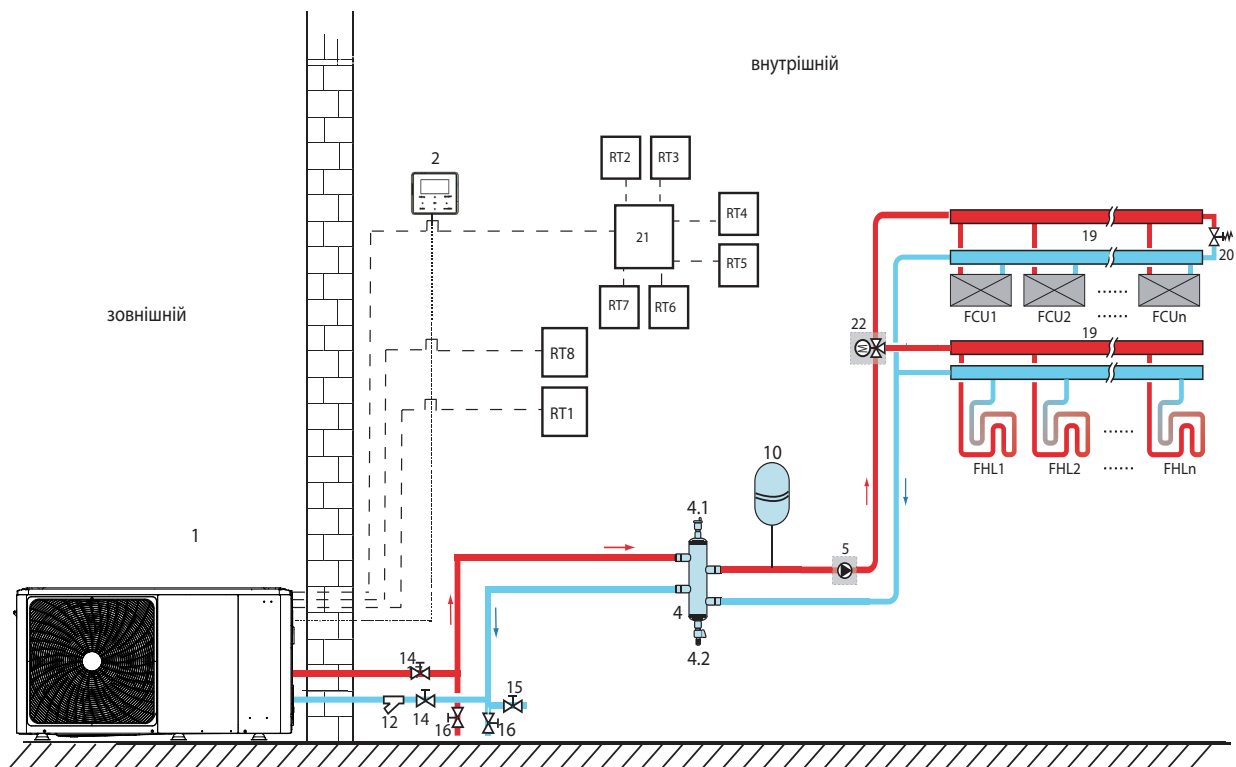 внутрішній
2
RT2
RT3
RT4
21
RT5
RT7
RT6
19
20
FCU1
FCU2
......
......
FCUn
зовнішній
22
M
19
RT8
RT1
......
......
FHL1
FHL2
FHLn
10
4.1
5
1
4
4.2
14
15
12
14
16
16